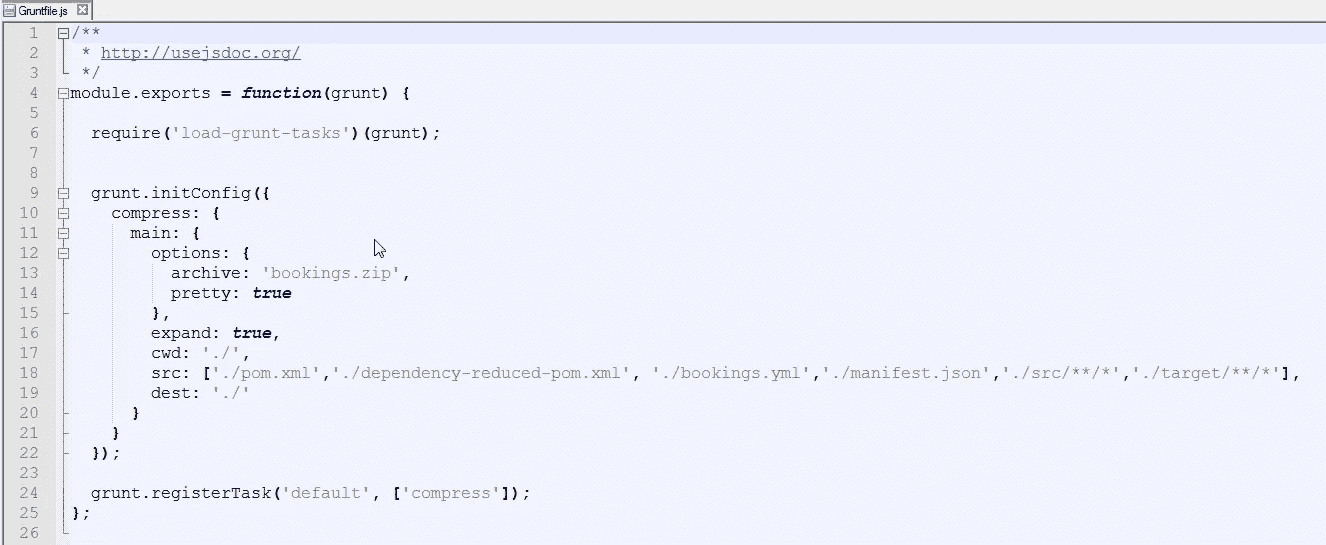 Gruntfile.js
1 /**
2  * http://usejsdoc.org/
3  */
4 module.exports = function(grunt) {
5
6   require('load-grunt-tasks')(grunt);
7
8
9   grunt.initConfig({
10     compress: {
11       main: {
12         options: {
13           archive: 'bookings.zip',
14           pretty: true
15         },
16         expand: true,
17         cwd: './',
18         src: ['./pom.xml','./dependency-reduced-pom.xml', './bookings.yml','./manifest.json','./src/**/*','./target/**/*'],
19         dest: './'
20       }
21     }
22   });
23
24   grunt.registerTask('default', ['compress']);
25 };
26